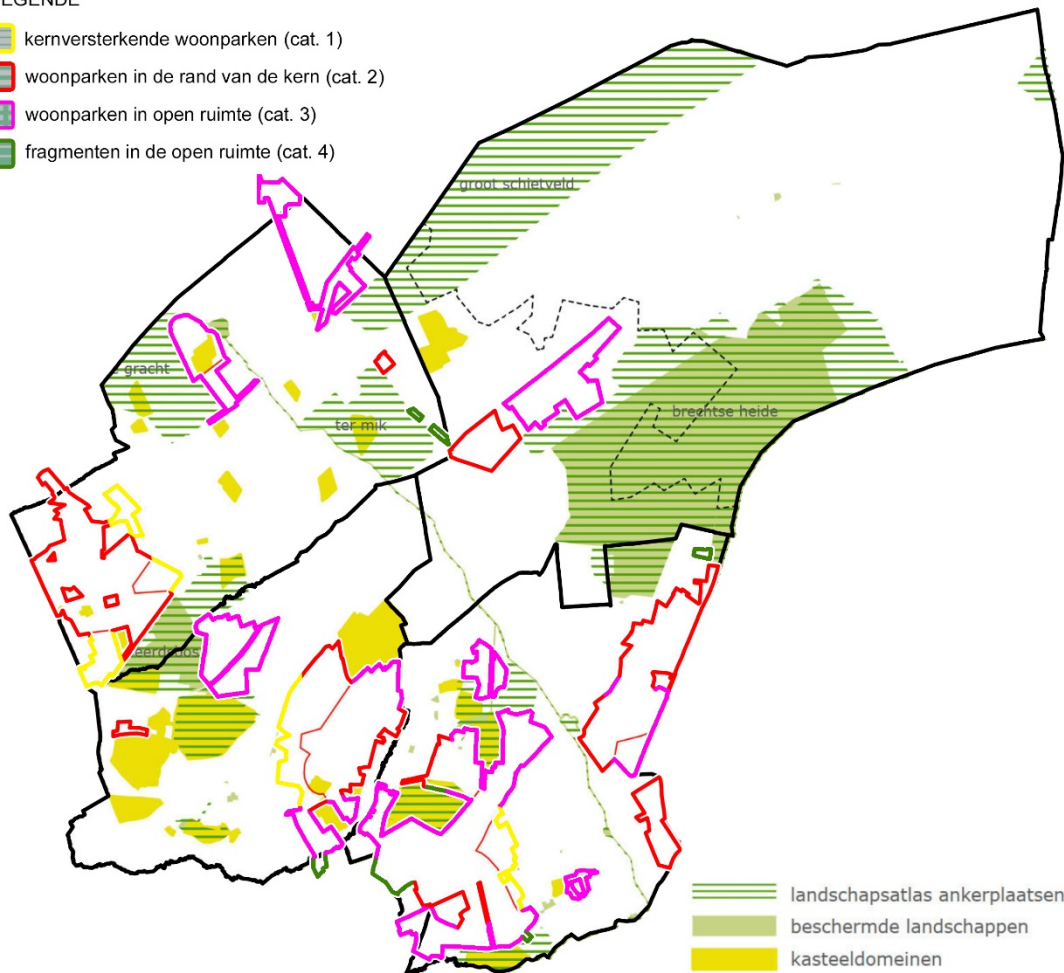 LEGENDE
kernversterkende woonparken (cat. 1)
woonparken in de rand van de kern (cat. 2)
woonparken in open ruimte (cat. 3)
fragmenten in de open ruimte (cat. 4)
groot schietveld
gracht
ter mik
brechtse heide
landschapsatlas ankerplaatsen
beschermde landschappen
kasteeldomeinen